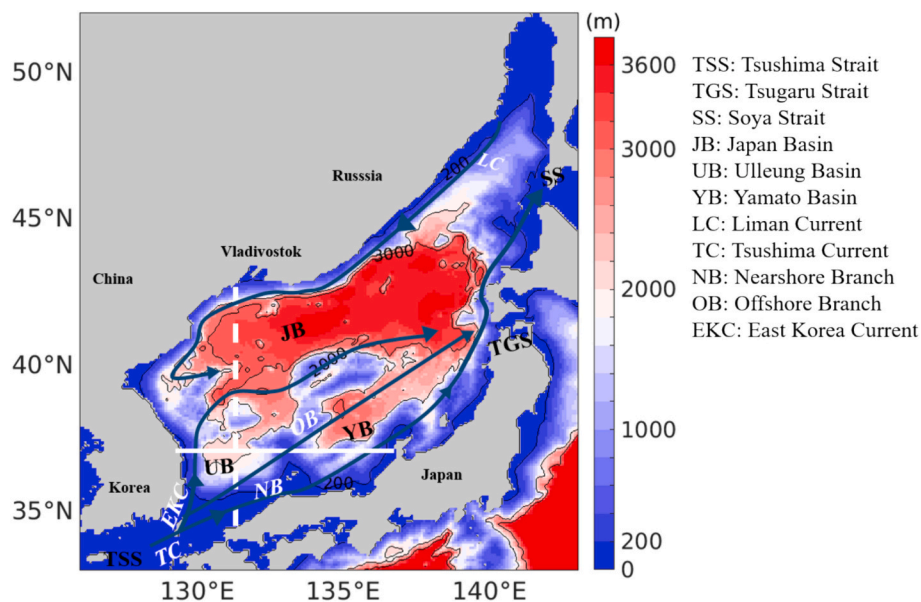 (m)
50°N
45°N
40°N
35°N
130°E
135°E
140°E
3600
3000
2000
1000
200
0
TSS: Tsushima Strait
TGS: Tsugaru Strait
SS: Soya Strait
JB: Japan Basin
UB: Ulleung Basin
YB: Yamato Basin
LC: Liman Current
TC: Tsushima Current
NB: Nearshore Branch
OB: Offshore Branch
EKC: East Korea Current
200
LC
SS
Russsia
3000
Vladivostok
China
JB
TGS
2000
OB
YB
UB
Japan
Korea
EKC
NB
200
TSS
TC